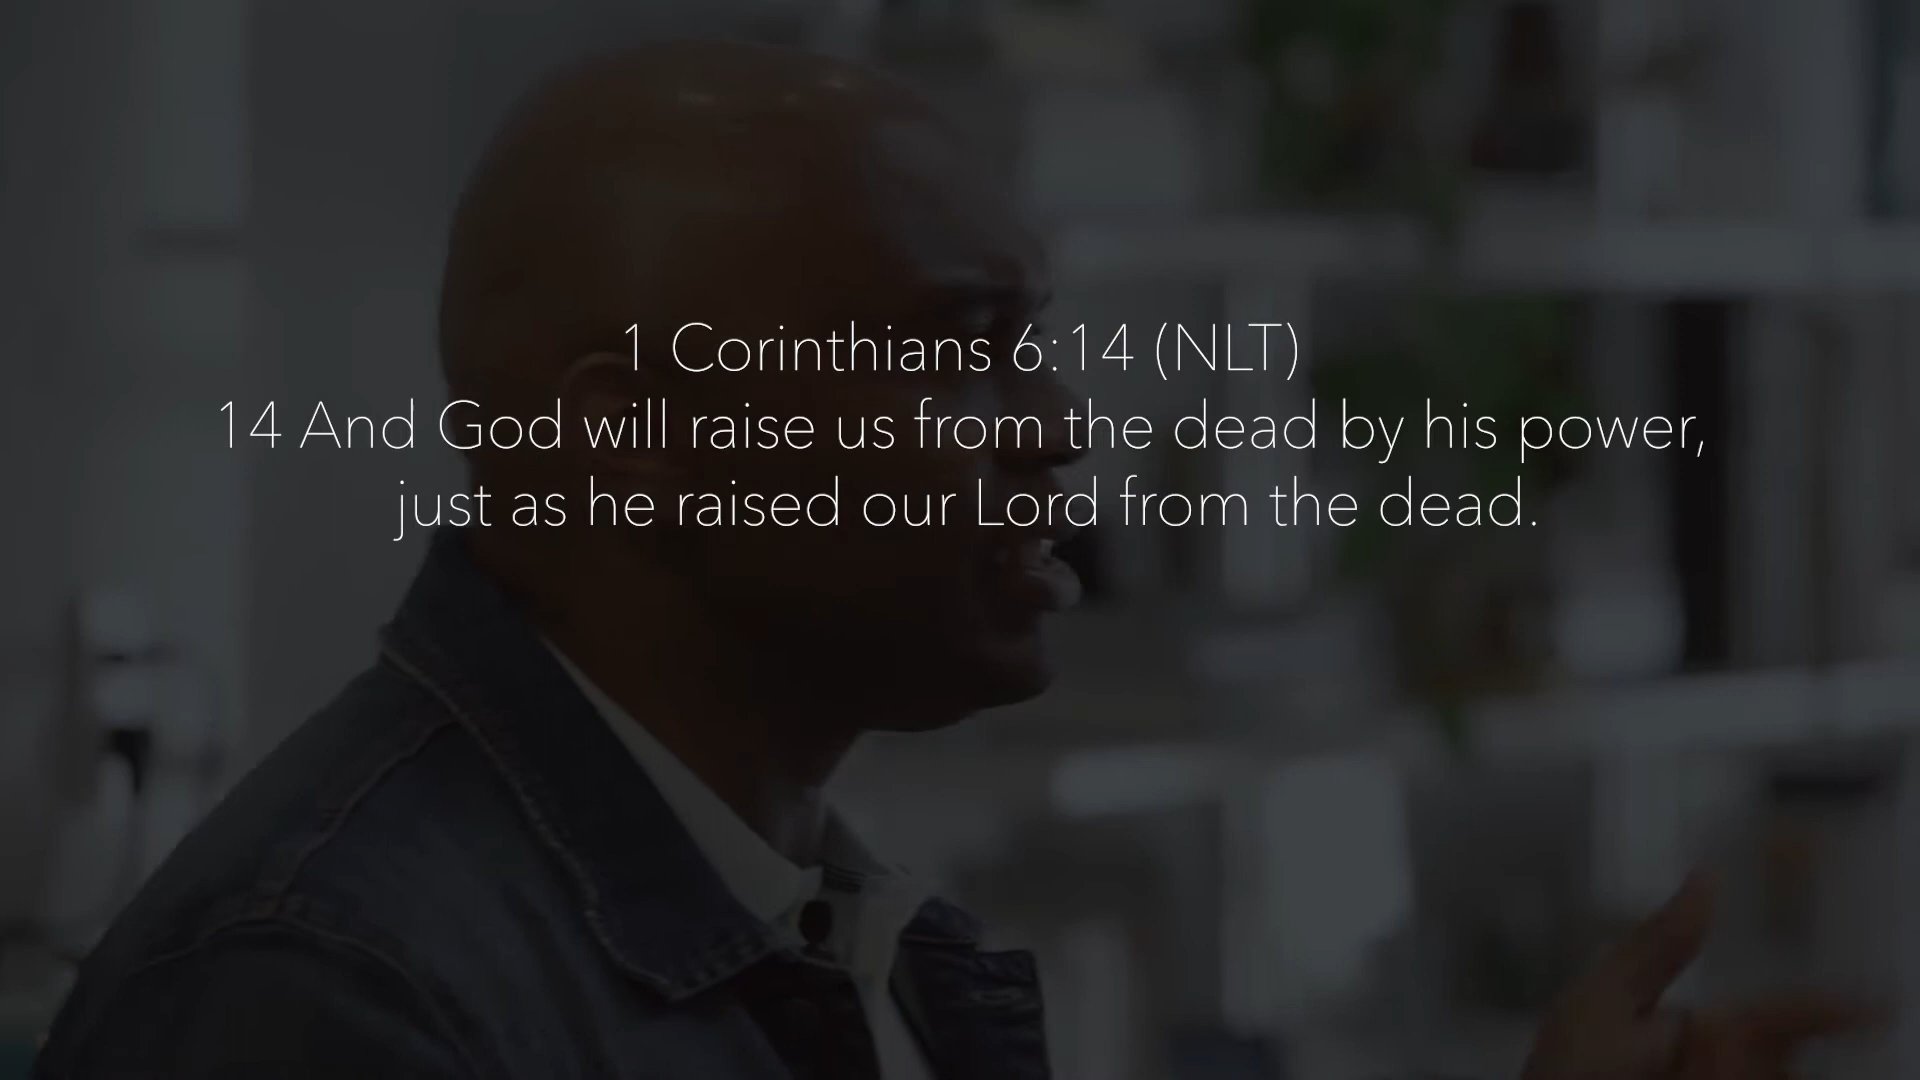 1 Corinthians 6:14 (NLT)
14 And God will raise us from the dead by his power,
just as he raised our Lord from the dead.